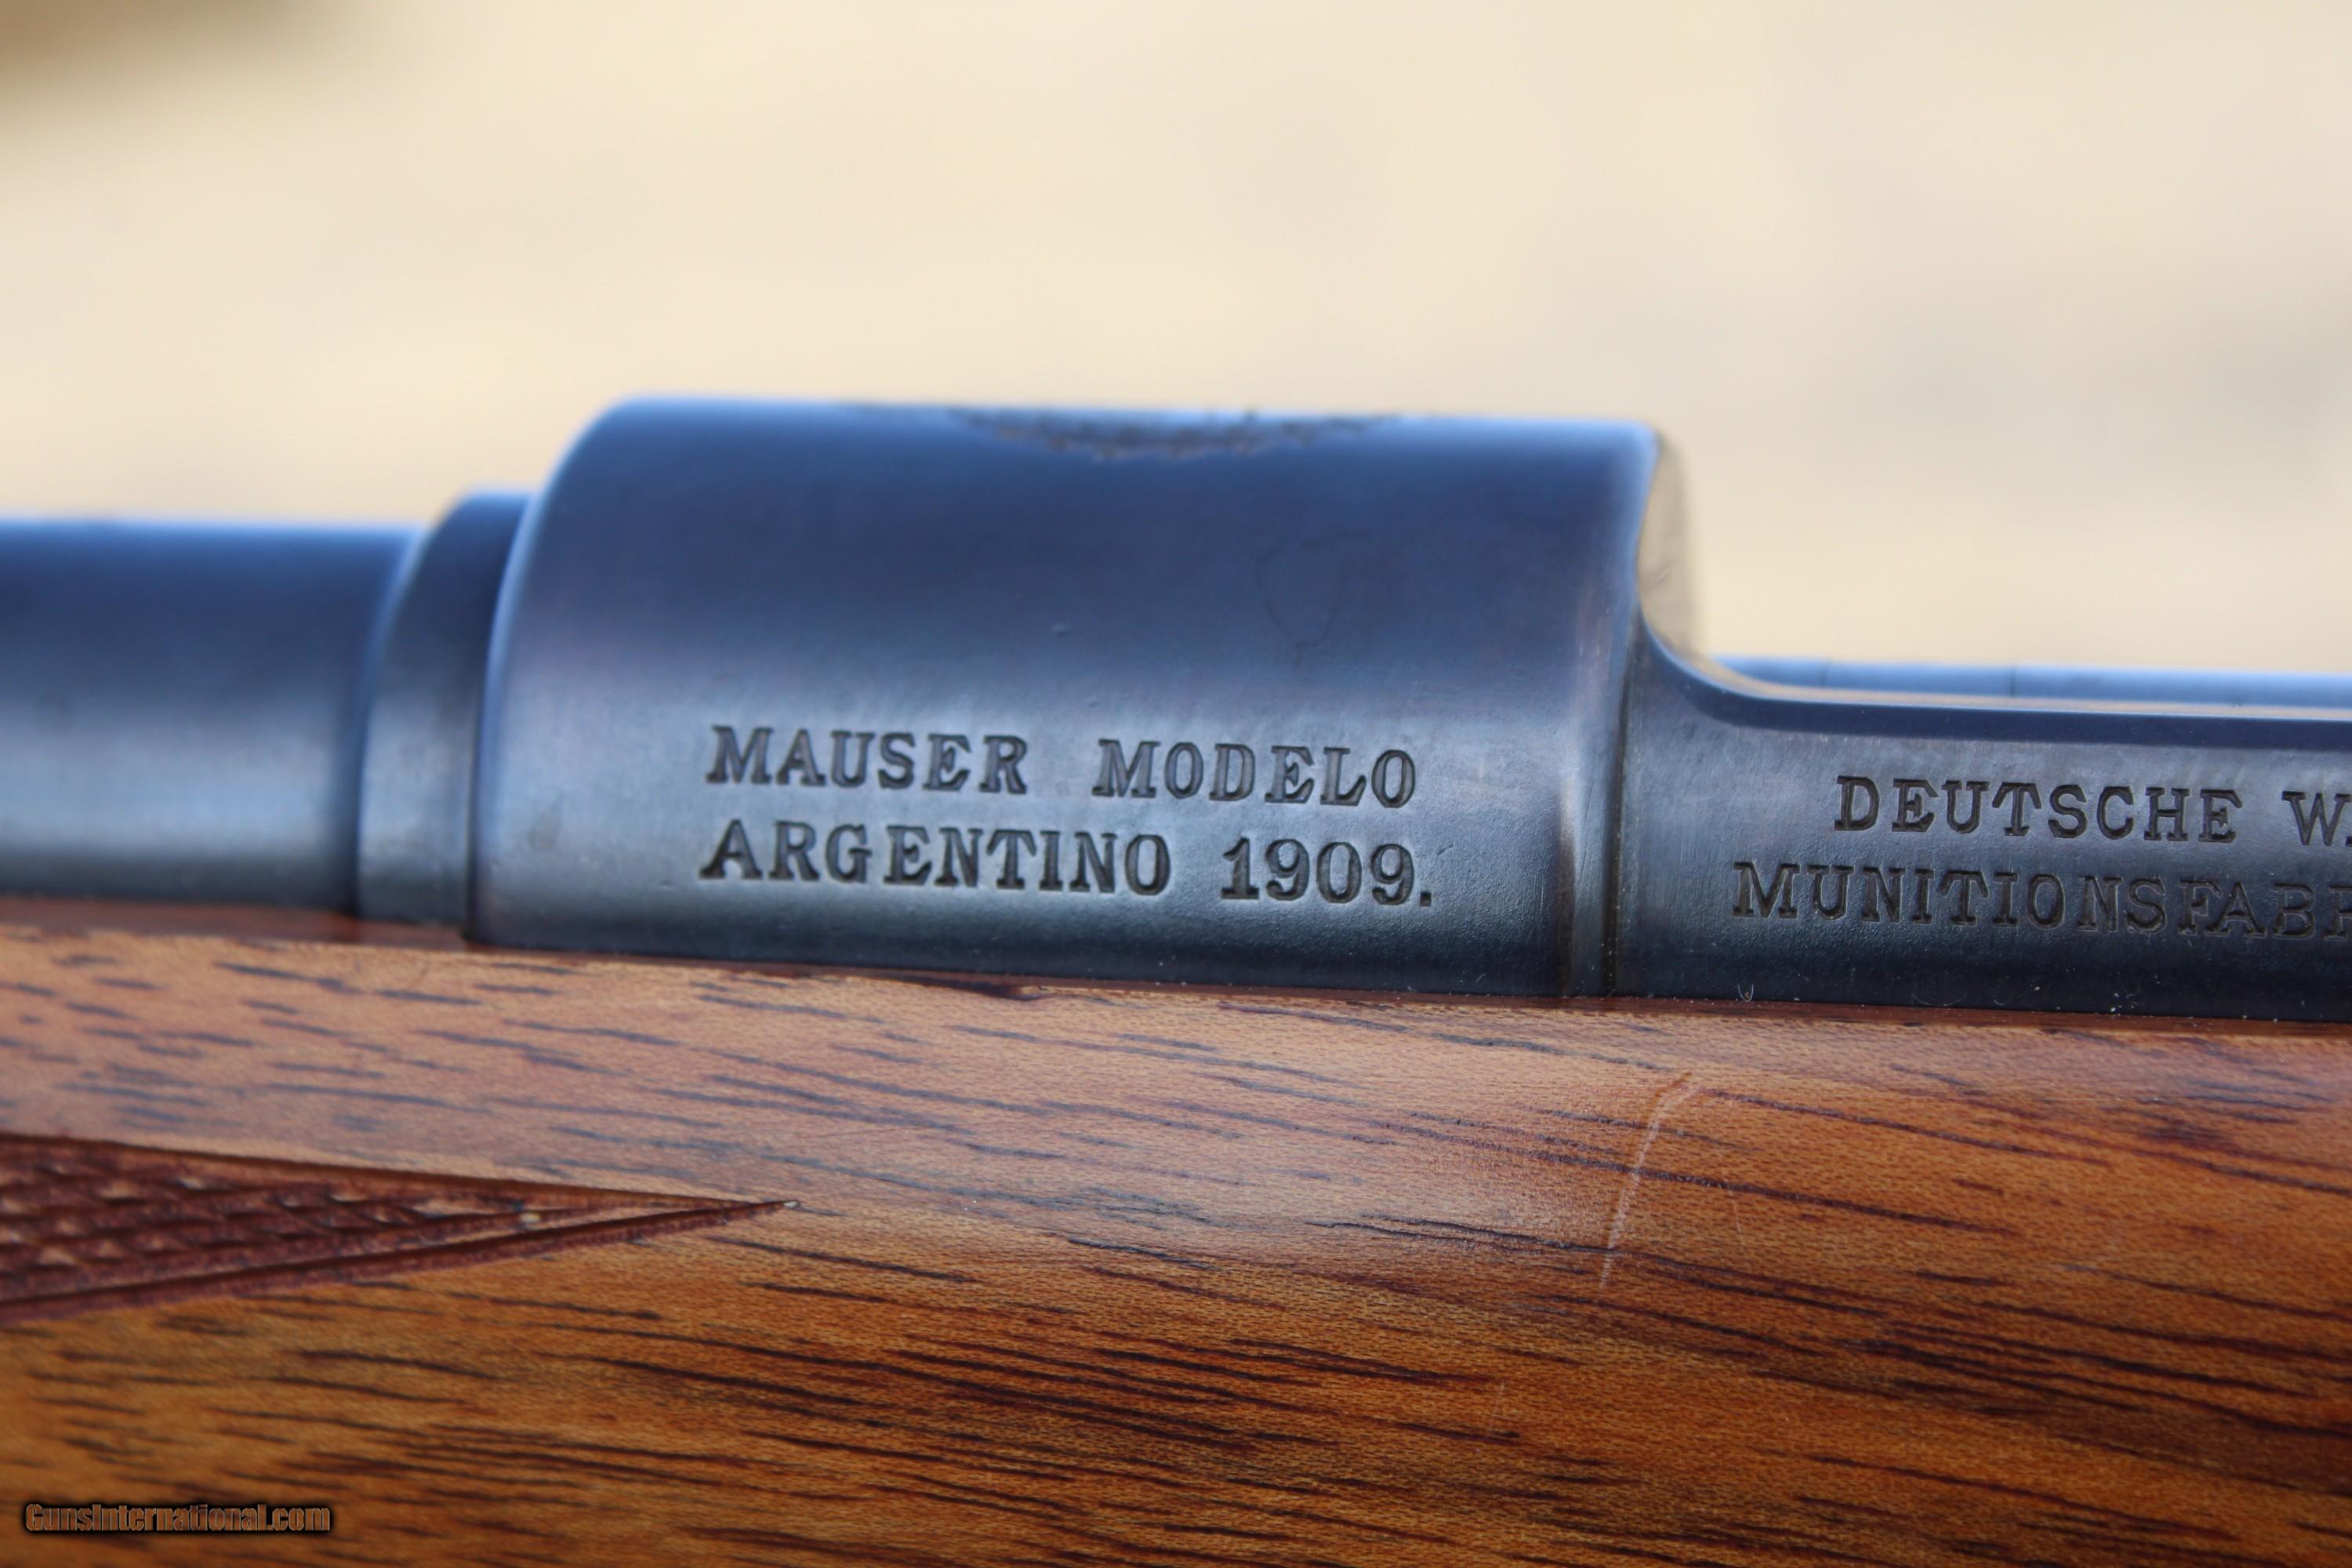 MAUSER MODELO
ARGENTINO 1909.
DEUTSCHE
GunsInternational.com